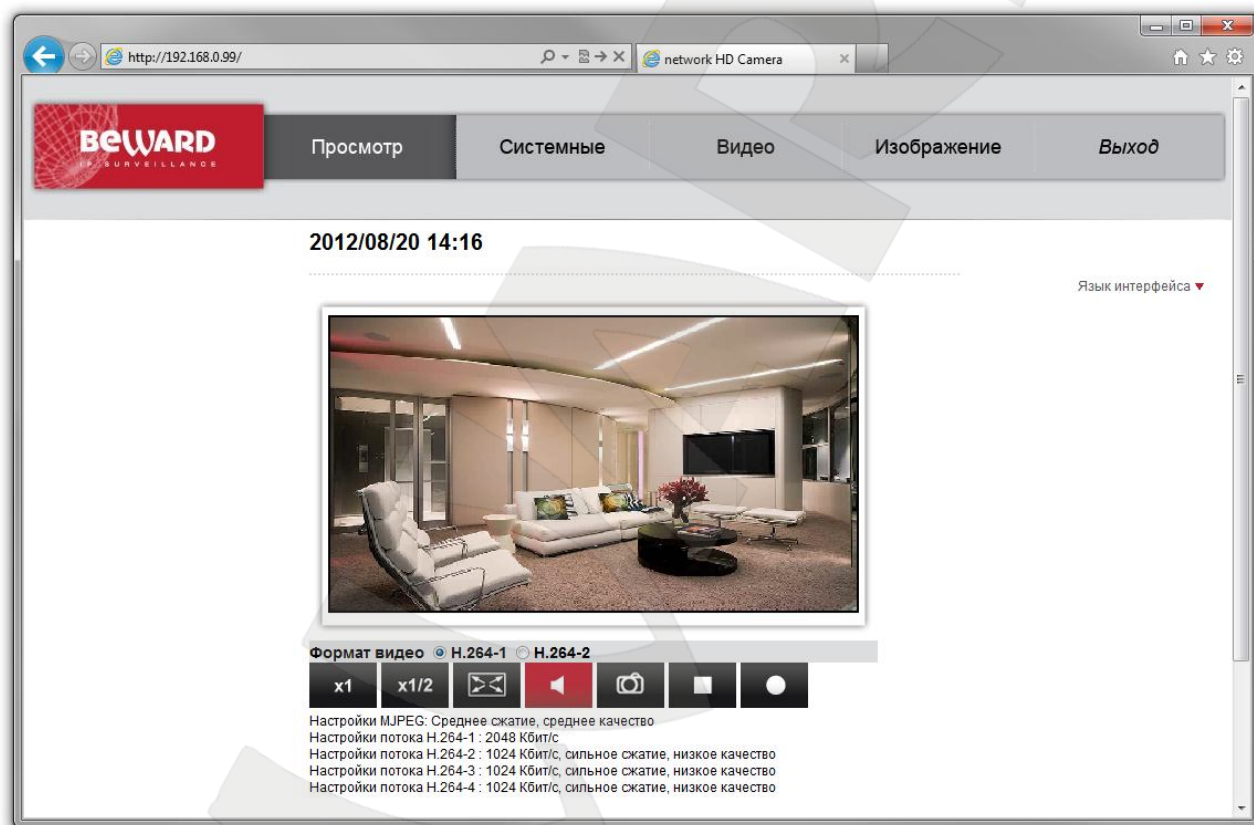 http://192.168.0.99/
network HD Camera
BEWARD
IP SURVEILLANCE
Просмотр
Системные
Видео
Изображение
Выход
2012/08/20 14:16
Язык интерфейса
Формат видео H.264-1 H.264-2
x1
x1/2
Настройки MJPEG: Среднее сжатие, среднее качество
Настройки потока H.264-1 : 2048 Кбит/с
Настройки потока H.264-2 : 1024 Кбит/с, сильное сжатие, низкое качество
Настройки потока H.264-3 : 1024 Кбит/с, сильное сжатие, низкое качество
Настройки потока H.264-4 : 1024 Кбит/с, сильное сжатие, низкое качество